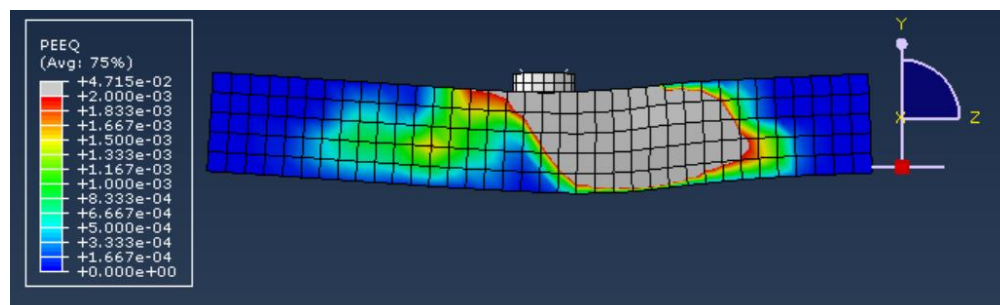 PEEQ
(Avg: 75%)
+4.715e-02
+2.000e-03
+1.833e-03
+1.667e-03
+1.500e-03
+1.333e-03
+1.167e-03
+1.000e-03
+8.333e-04
+6.667e-04
+5.000e-04
+3.333e-04
+1.667e-04
+0.000e+00
Y
X
Z